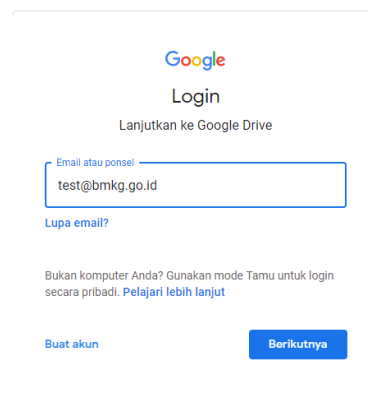 Google
Login
Lanjutkan ke Google Drive
Email atau ponsel
test@bmkg.go.id
Lupa email?
Bukan komputer Anda? Gunakan mode Tamu untuk login
secara pribadi. Pelajari lebih lanjut
Buat akun
Berikutnya